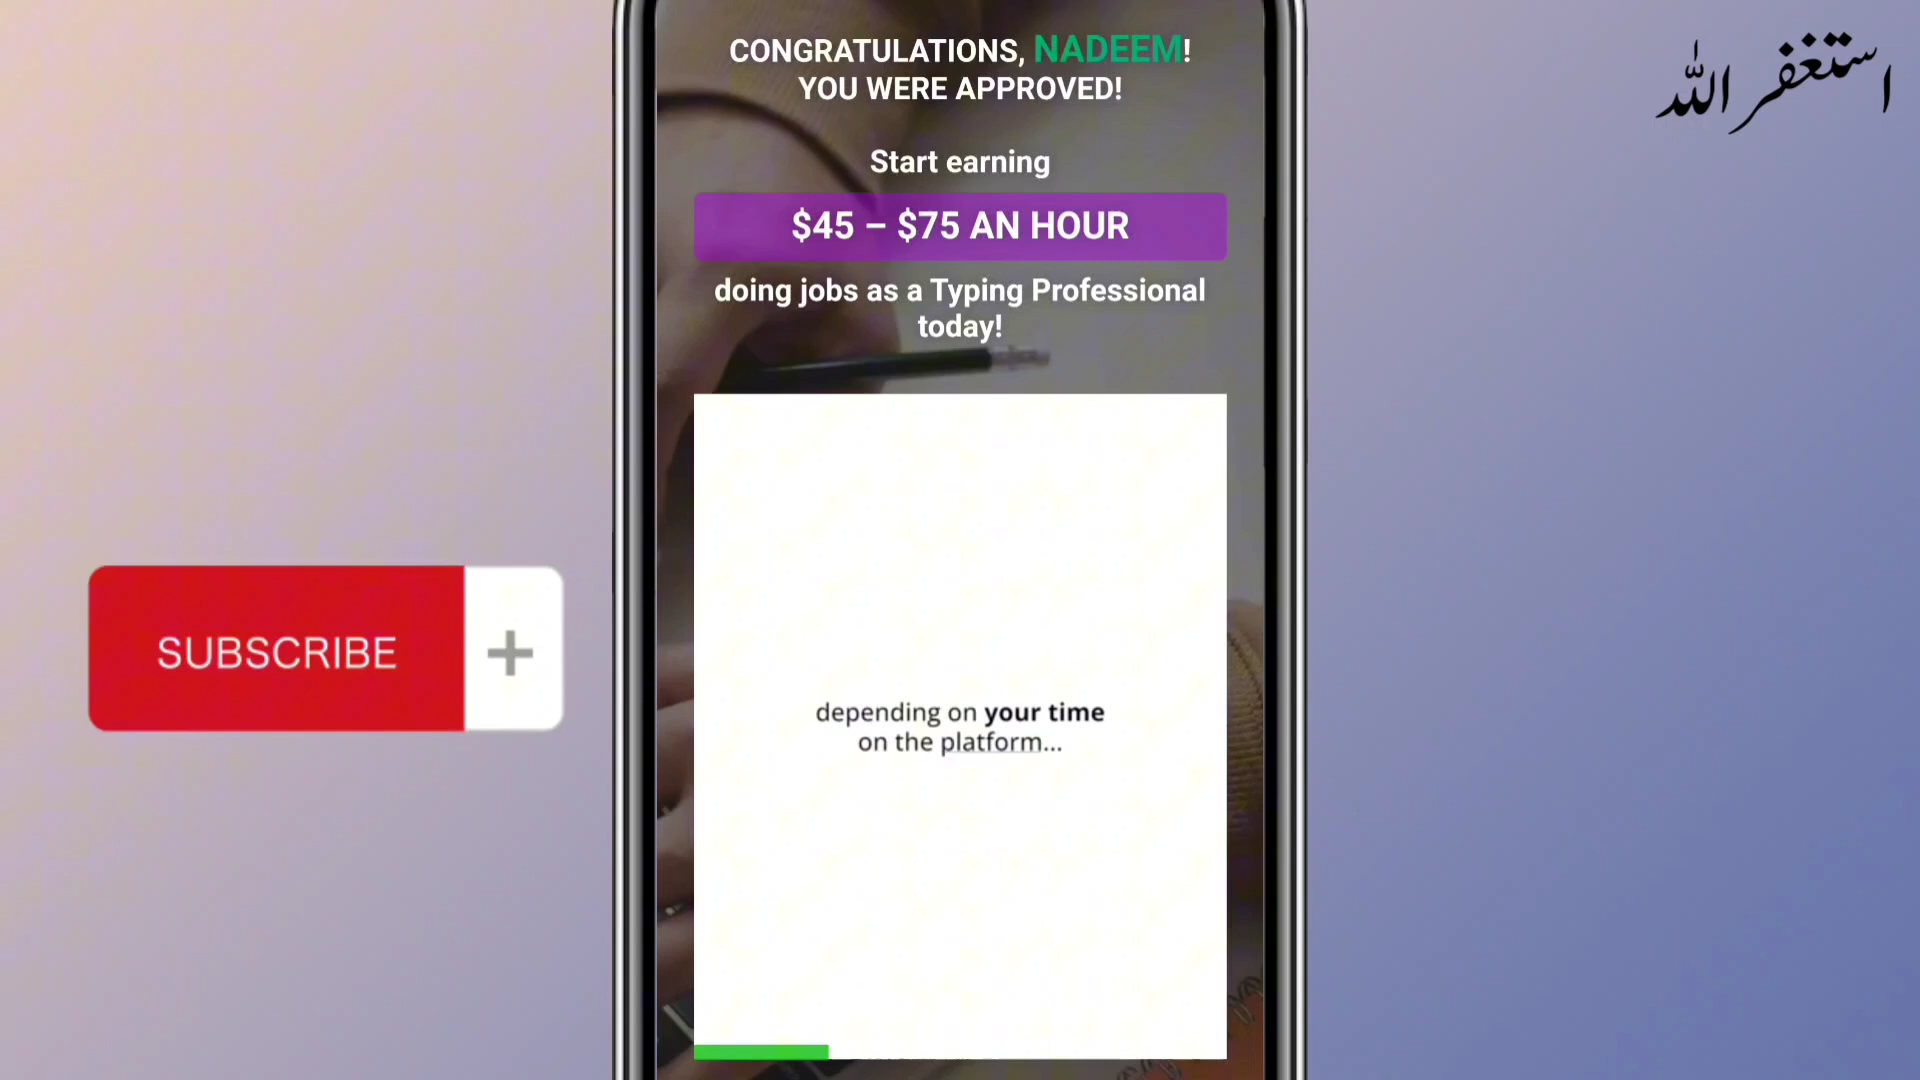 CONGRATULATIONS, NADEEM!
YOU WERE APPROVED!
Start earning
$45 – $75 AN HOUR
doing jobs as a Typing Professional
today!
depending on your time
on the platform...
SUBSCRIBE +
استغفر الله